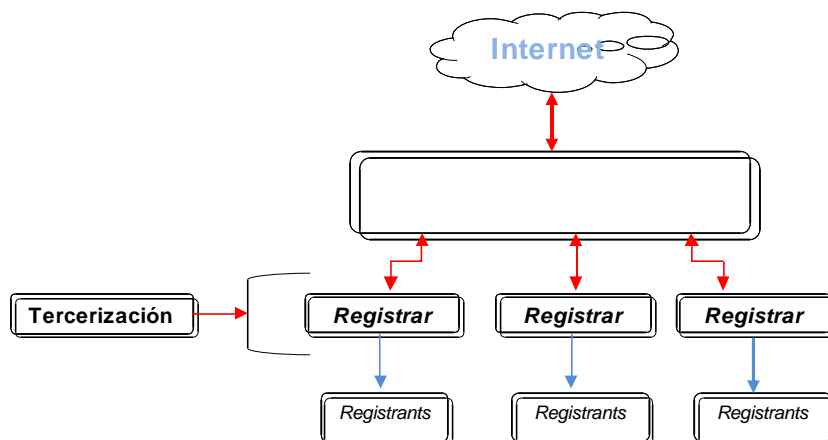 Internet
Tercerización
Registrar
Registrar
Registrar
Registrants
Registrants
Registrants